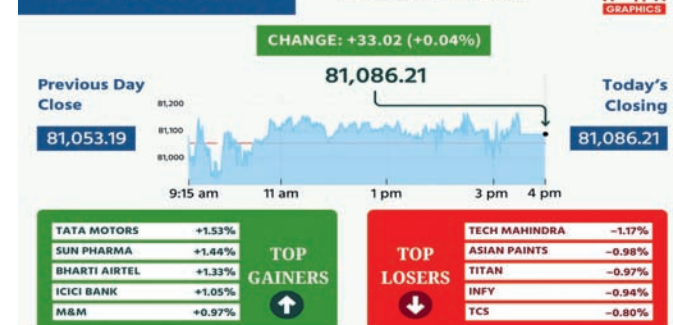 GRAPHICS
CHANGE: +33.02 (+0.04%)
81,086.21
Previous Day
Close
81,053.19
Today's
Closing
81,086.21
81,200
81,100
81,000
9:15 am
11 am
1 pm
3 pm
4 pm
TATA MOTORS +1.53%
SUN PHARMA +1.44%
BHARTI AIRTEL +1.33%
ICICI BANK +1.05%
M&M +0.97%
TOP
GAINERS
TOP
LOSERS
TECH MAHINDRA -1.17%
ASIAN PAINTS -0.98%
TITAN -0.97%
INFY -0.94%
TCS -0.80%